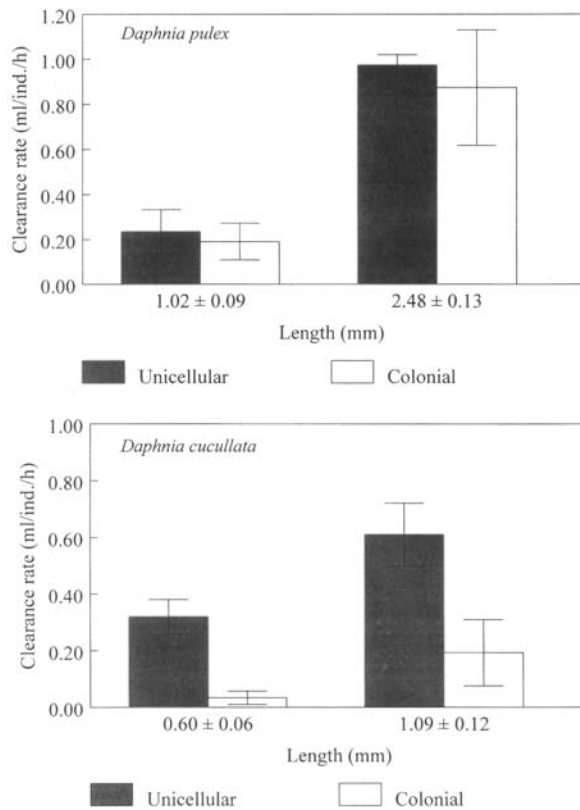 1.20
Daphnia pulex
1.00
0.80
0.60
0.40
0.20
0.00
Clearance rate (ml/ind./h)
1.02 ± 0.09 2.48 ± 0.13
Length (mm)
Unicellular Colonial
1.00
Daphnia cucullata
0.80
0.60
0.40
0.20
0.00
Clearance rate (ml/ind./h)
0.60 ± 0.06 1.09 ± 0.12
Length (mm)
Unicellular Colonial